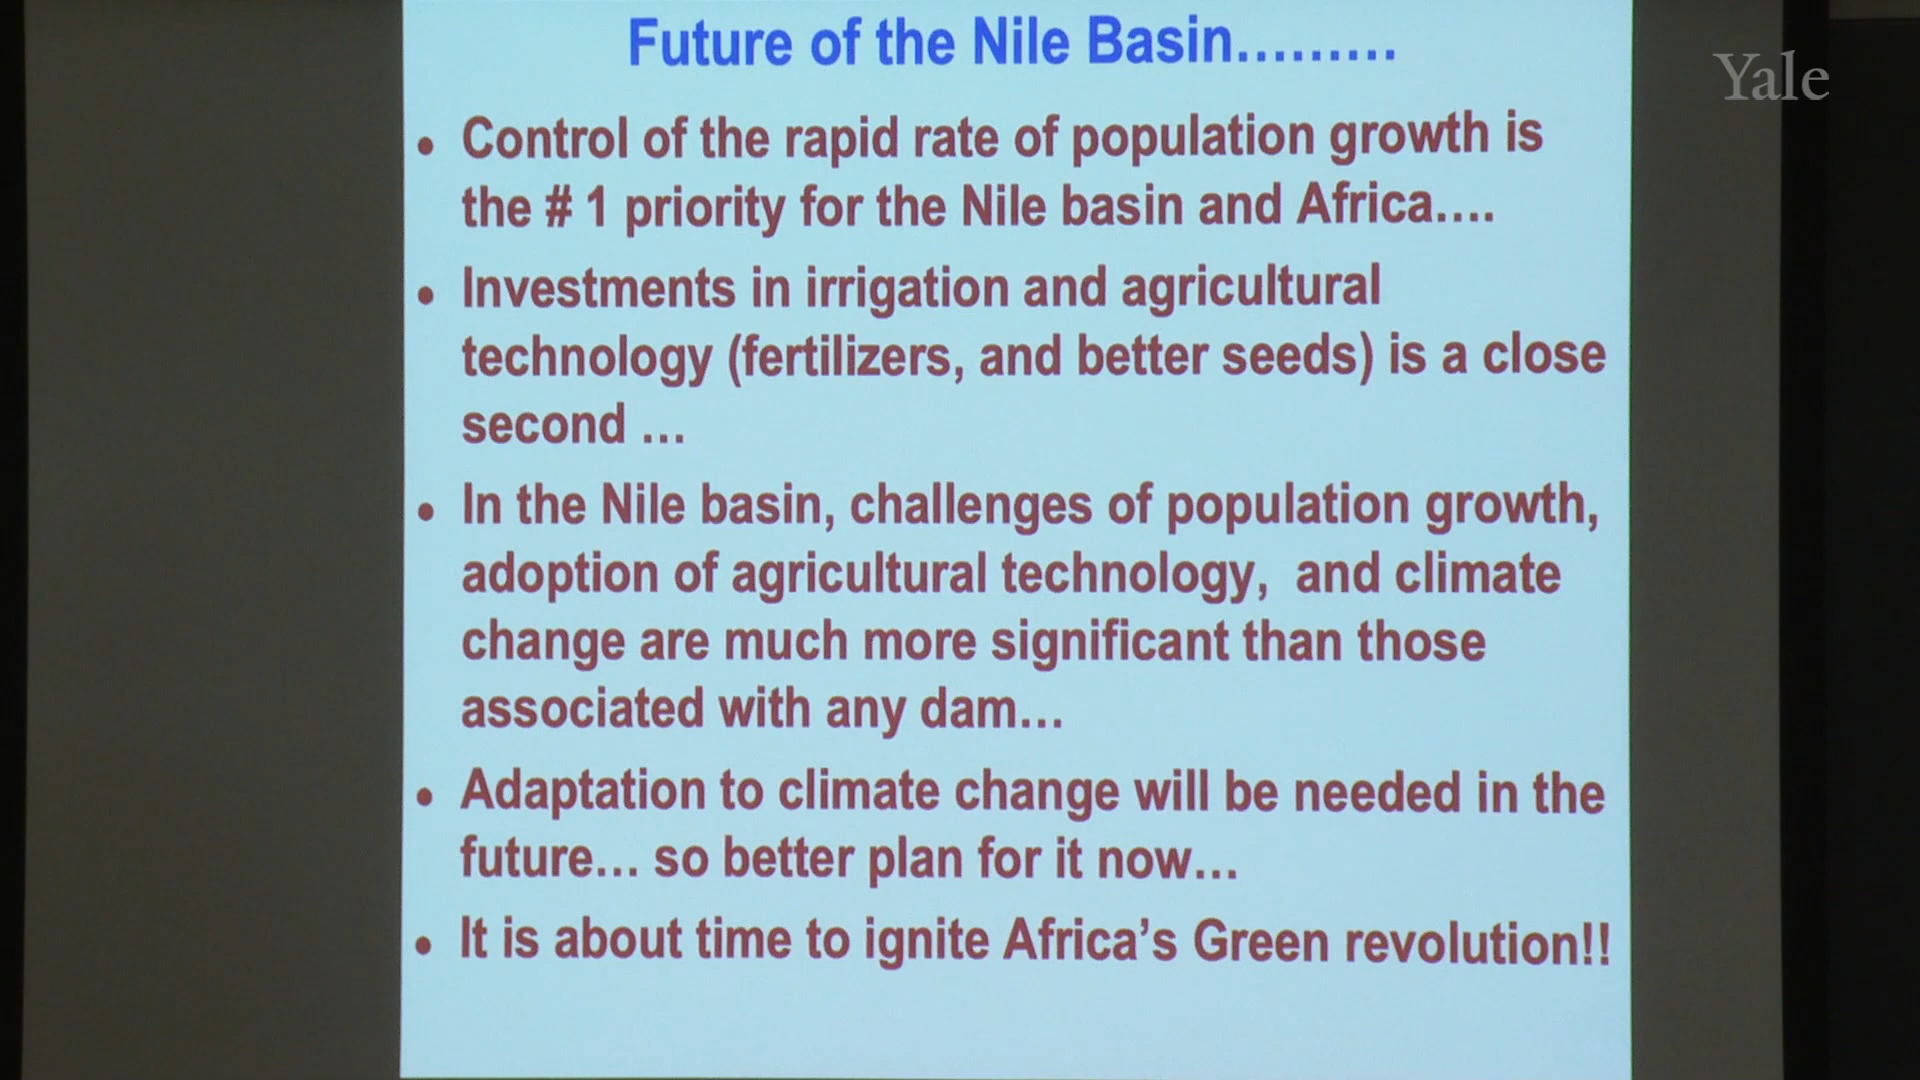 Future of the Nile Basin.........
Yale
• Control of the rapid rate of population growth is
the # 1 priority for the Nile basin and Africa....
• Investments in irrigation and agricultural
technology (fertilizers, and better seeds) is a close
second ...
• In the Nile basin, challenges of population growth,
adoption of agricultural technology,  and climate
change are much more significant than those
associated with any dam...
• Adaptation to climate change will be needed in the
future... so better plan for it now...
• It is about time to ignite Africa’s Green revolution!!